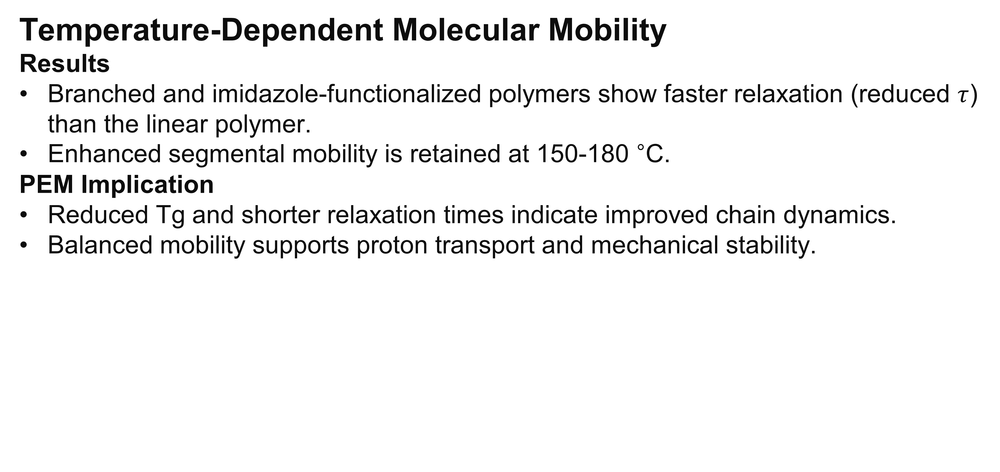 Temperature-Dependent Molecular Mobility
Results
• Branched and imidazole-functionalized polymers show faster relaxation (reduced 𝜏)
than the linear polymer.
• Enhanced segmental mobility is retained at 150-180 °C.
PEM Implication
• Reduced Tg and shorter relaxation times indicate improved chain dynamics.
• Balanced mobility supports proton transport and mechanical stability.